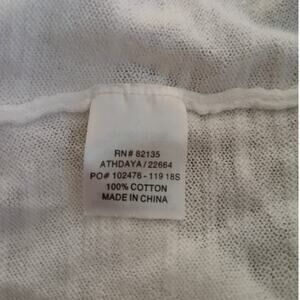 RN# 82135
ATHDAYA/22664
PO# 102476-119 18S
100% COTTON
MADE IN CHINA